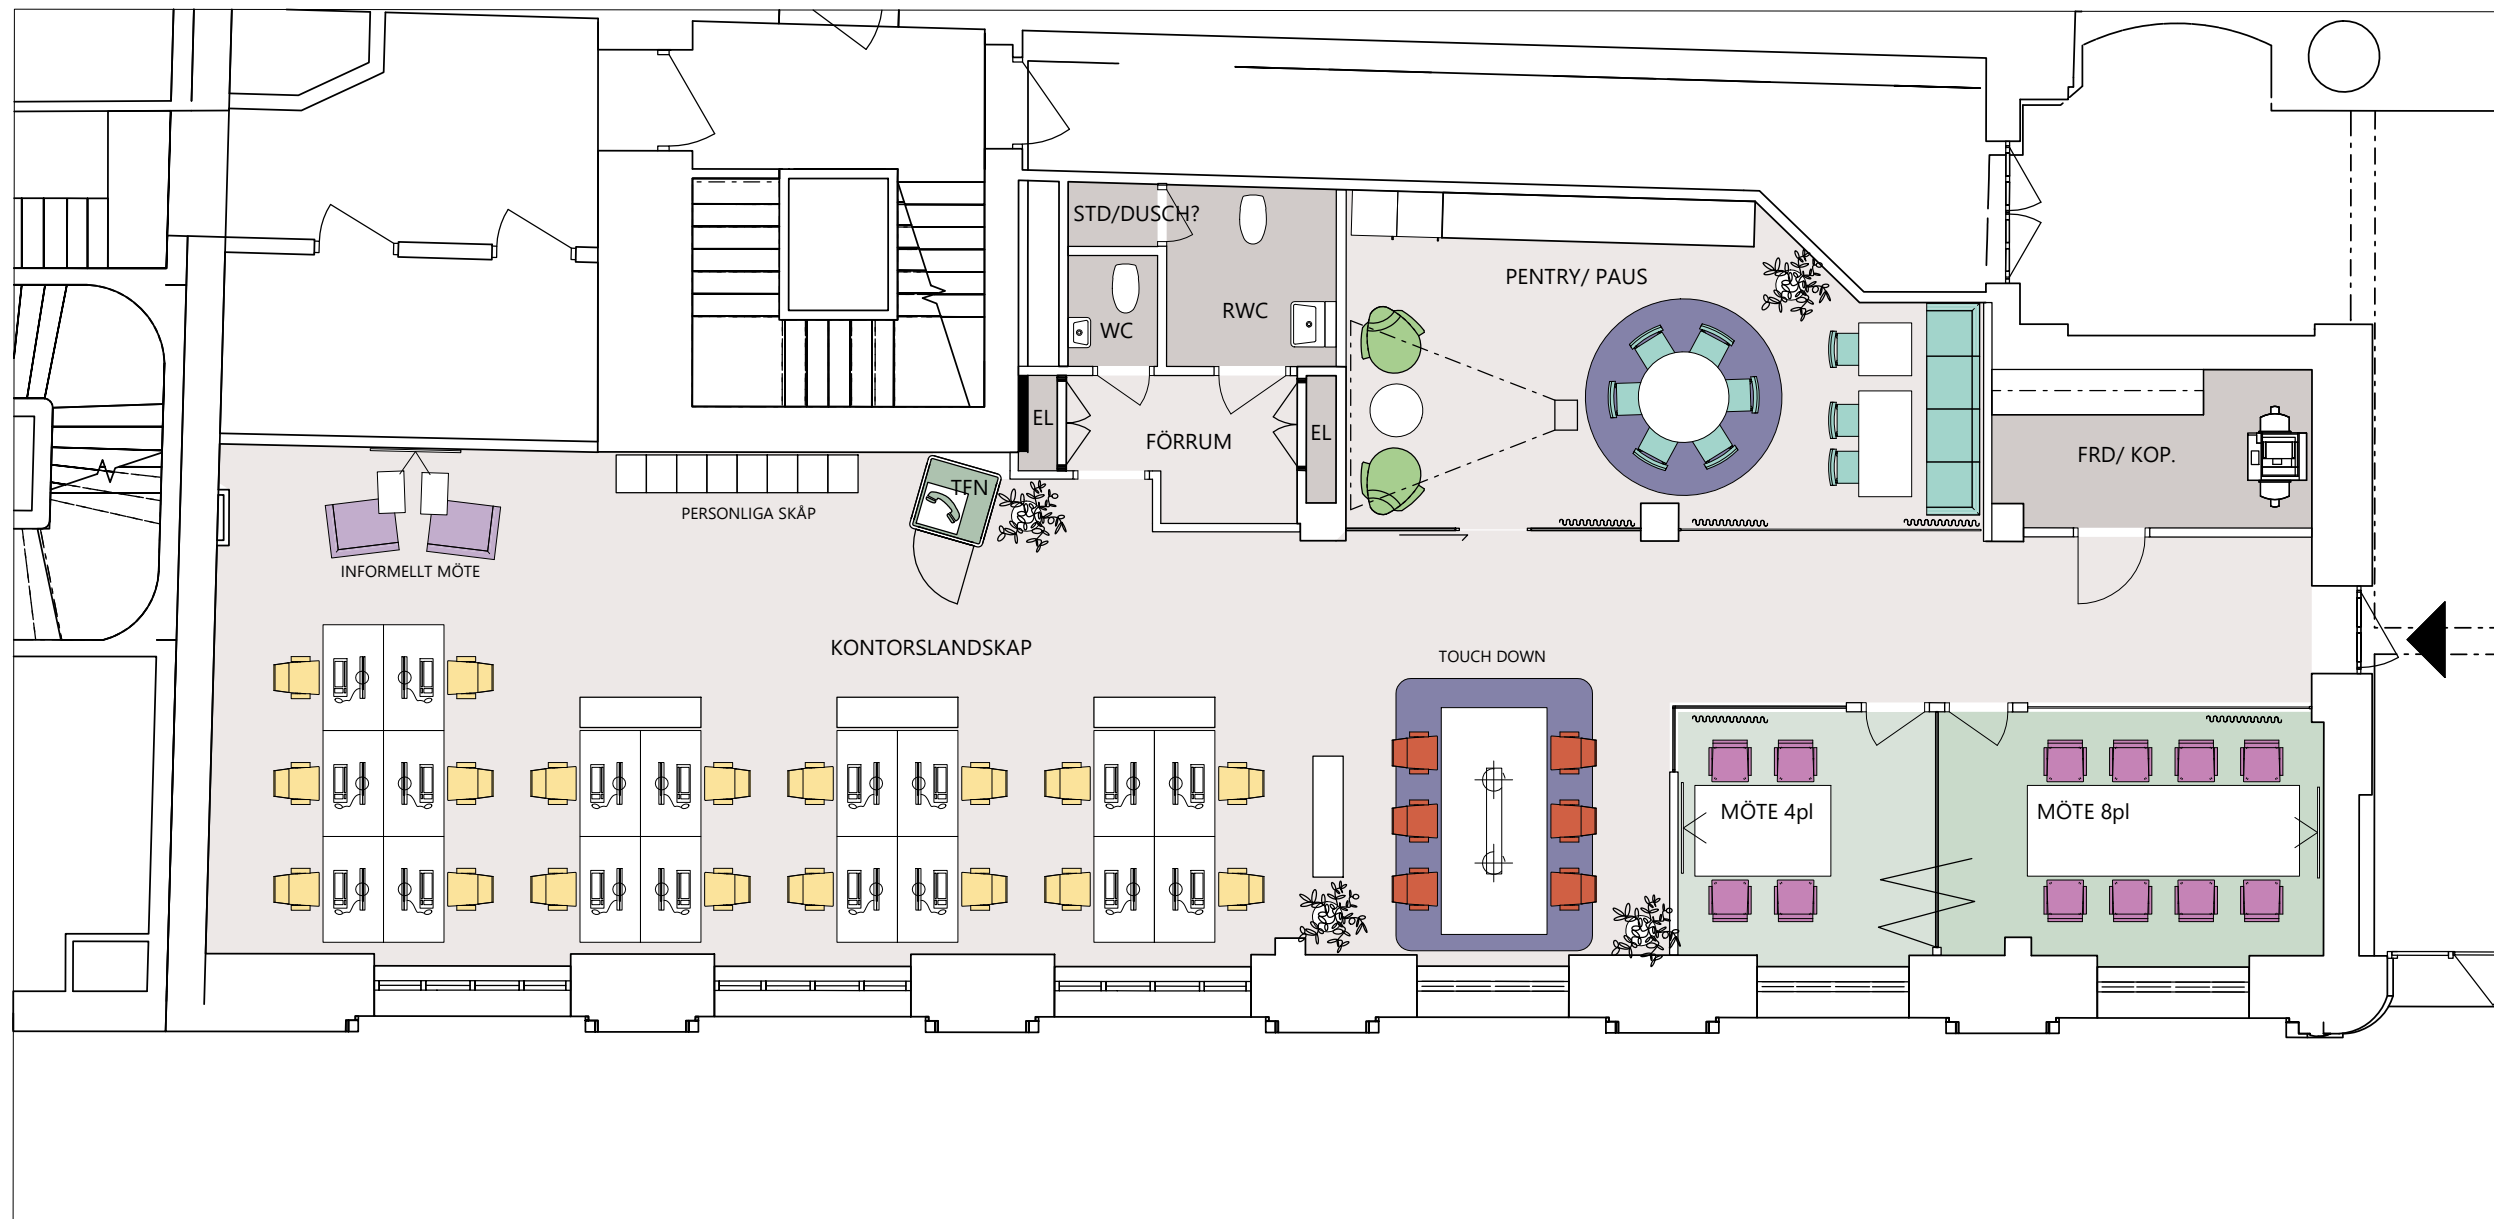 STD/DUSCH?
WC
RWC
PENTRY/ PAUS
EL
FÖRRUM
EL
FRD/ KOP.
TFN
PERSONLIGA SKÅP
INFORMELLT MÖTE
KONTORSLANDSKAP
TOUCH DOWN
MÖTE 4pl
MÖTE 8pl